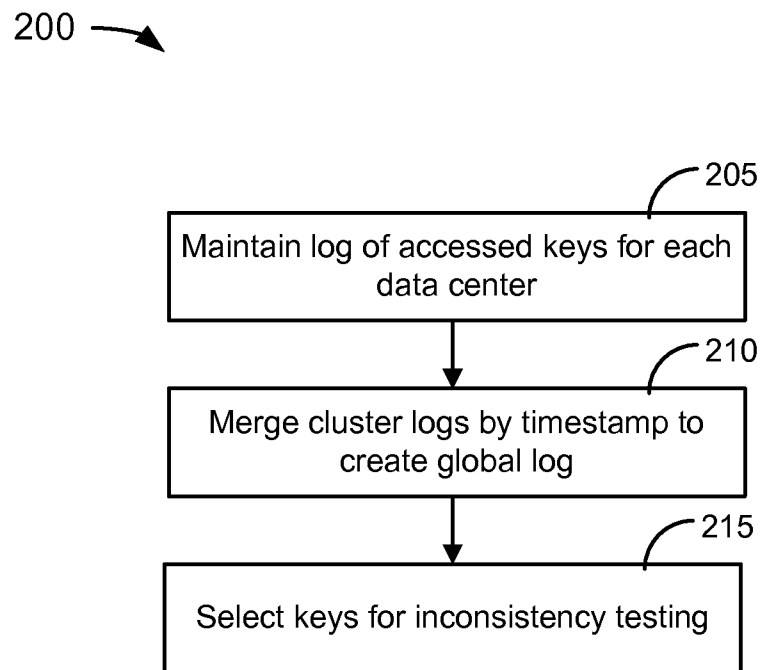 200
205
Maintain log of accessed keys for each
data center
210
Merge cluster logs by timestamp to
create global log
215
Select keys for inconsistency testing